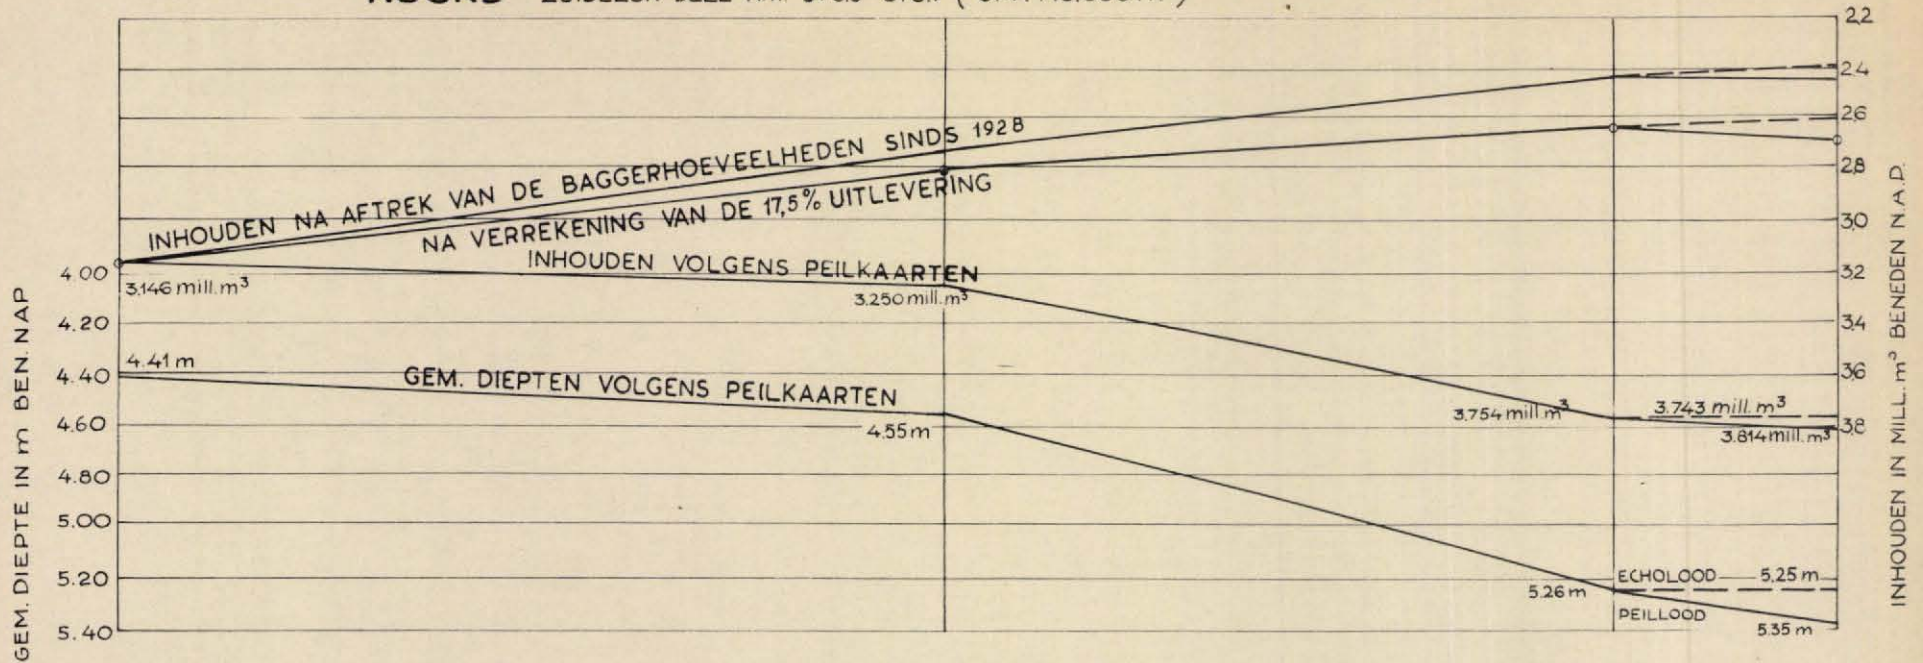 NOORD
2.2
2.4
2.6
2.8
3.0
3.2
3.4
3.6
3.8
INHOUDEN IN MILL. m³ BENEDEN N.A.P.
INHOUDEN NA AFTREK VAN DE BAGGERHOEVEELHEDEN SINDS 1928
NA VERREKENING VAN DE 17,5% UITLEVERING
INHOUDEN VOLGENS PEILKAARTEN
3.146 mill. m³
3.250 mill. m³
3.754 mill. m³
3.743 mill. m³
3.814 mill. m³
GEM. DIEPTEN VOLGENS PEILKAARTEN
4.41 m
4.55 m
5.26 m
ECHOLOOD 5.25 m
PEILLOOD
5.35 m
GEM. DIEPTE IN m BEN. NAP
4.00
4.20
4.40
4.60
4.80
5.00
5.20
5.40